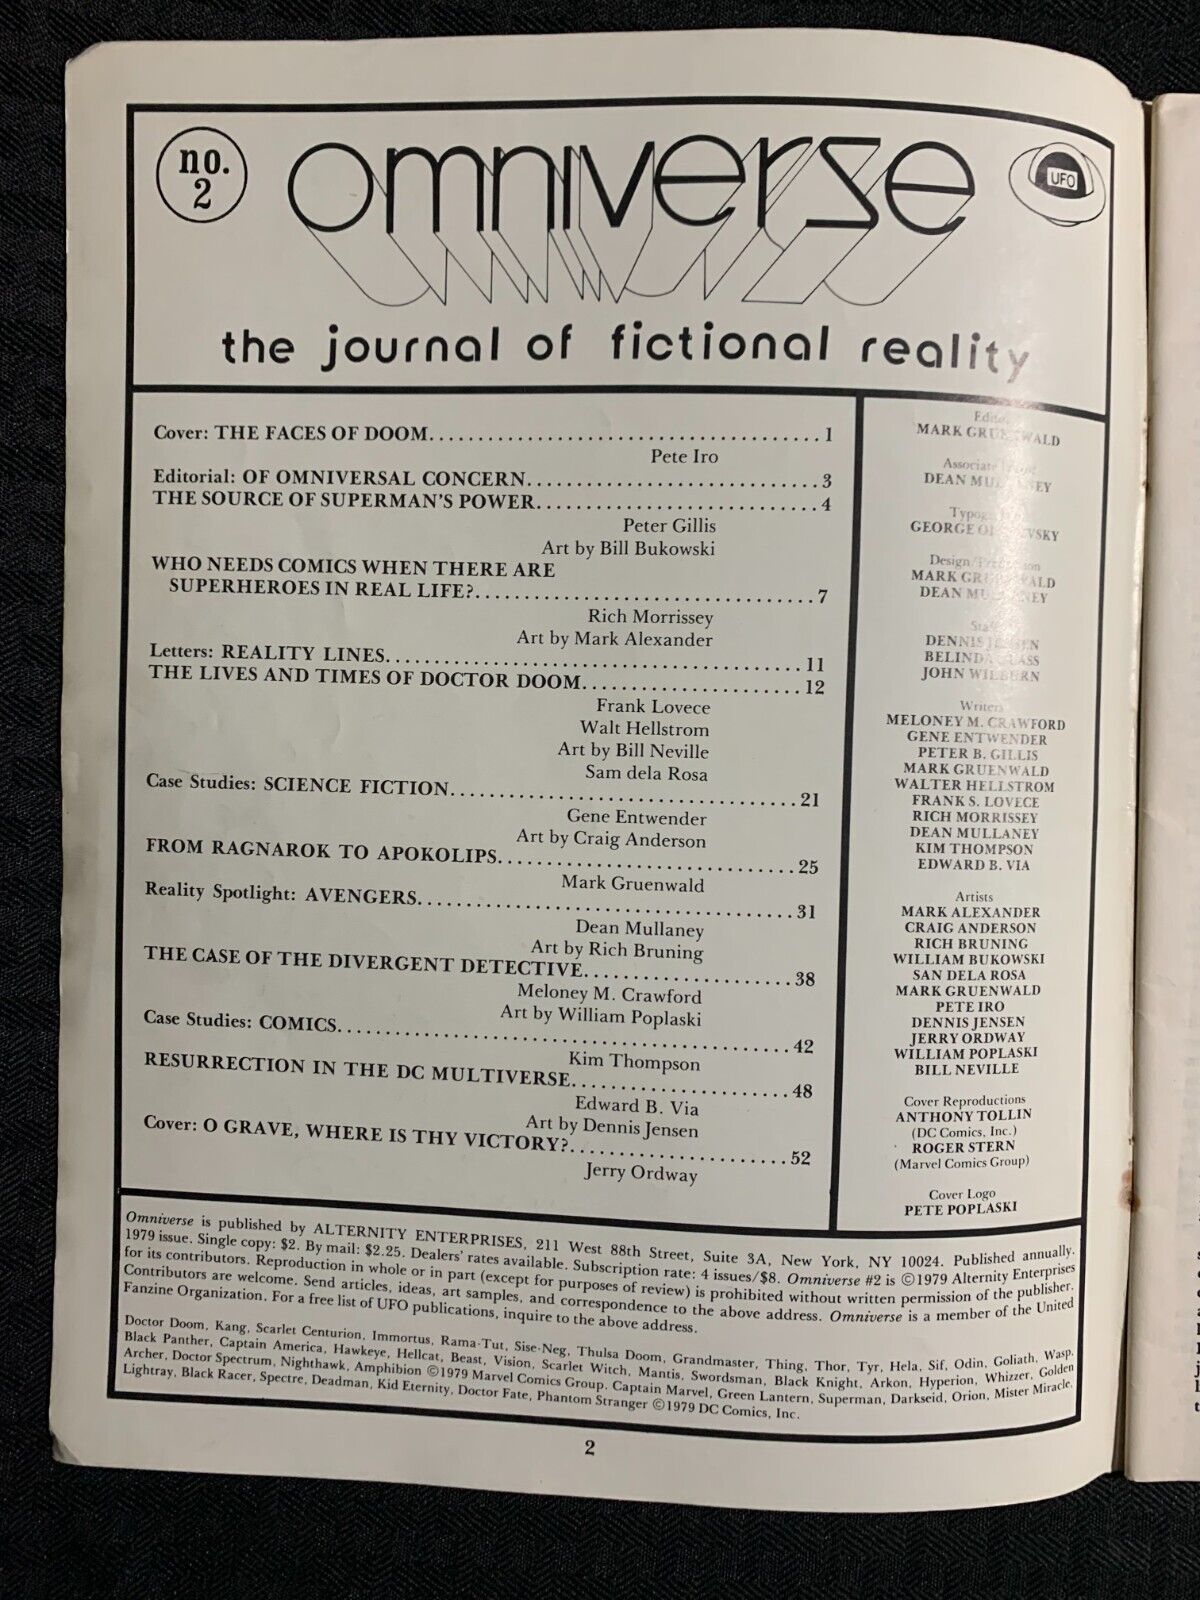 no.
2
omniverse
UFO
the journal of fictional reality
Cover: THE FACES OF DOOM........................................1
Pete Iro
Editorial: OF OMNIVERSAL CONCERN..............................3
THE SOURCE OF SUPERMAN'S POWER.............................4
Peter Gillis
Art by Bill Bukowski
WHO NEEDS COMICS WHEN THERE ARE
SUPERHEROES IN REAL LIFE?...................................7
Rich Morrissey
Art by Mark Alexander
Letters: REALITY LINES............................................11
THE LIVES AND TIMES OF DOCTOR DOOM.......................12
Frank Lovece
Walt Hellstrom
Art by Bill Neville
Sam dela Rosa
Case Studies: SCIENCE FICTION....................................21
Gene Entwender
Art by Craig Anderson
FROM RAGNAROK TO APOKOLIPS.................................25
Mark Gruenwald
Reality Spotlight: AVENGERS........................................31
Dean Mullaney
Art by Rich Bruning
THE CASE OF THE DIVERGENT DETECTIVE......................38
Meloney M. Crawford
Art by William Poplaski
Case Studies: COMICS................................................42
Kim Thompson
RESURRECTION IN THE DC MULTIVERSE........................48
Edward B. Via
Art by Dennis Jensen
Cover: O GRAVE, WHERE IS THY VICTORY?........................52
Jerry Ordway
MARK GRUENWALD
Associate
DEAN MULLANEY
GEORGE
Design/Production
MARK GRUENWALD
DEAN MULLANEY
Staff
DENNIS JENSEN
BELINDA
JOHN WILBURN
Writers
MELONEY M. CRAWFORD
GENE ENTWENDER
PETER B. GILLIS
MARK GRUENWALD
WALTER HELLSTROM
FRANK S. LOVECE
RICH MORRISSEY
DEAN MULLANEY
KIM THOMPSON
EDWARD B. VIA
Artists
MARK ALEXANDER
CRAIG ANDERSON
RICH BRUNING
WILLIAM BUKOWSKI
SAN DELA ROSA
MARK GRUENWALD
PETE IRO
DENNIS JENSEN
JERRY ORDWAY
WILLIAM POPLASKI
BILL NEVILLE
Cover Reproductions
ANTHONY TOLLIN
(DC Comics, Inc.)
ROGER STERN
(Marvel Comics Group)
Cover Logo
PETE POPLASKI
Omniverse is published by ALTERNITY ENTERPRISES, 211 West 88th Street, Suite 3A, New York, NY 10024. Published annually.
1979 issue. Single copy: $2. By mail: $2.25. Dealers' rates available. Subscription rate: 4 issues/$8. Omniverse #2 is ©1979 Alternity Enterprises
for its contributors. Reproduction in whole or in part (except for purposes of review) is prohibited without written permission of the publisher.
Contributors are welcome. Send articles, ideas, art samples, and correspondence to the above address. Omniverse is a member of the United
Fanzine Organization. For a free list of UFO publications, inquire to the above address.
Doctor Doom, Kang, Scarlet Centurion, Immortus, Rama-Tut, Sise-Neg, Thulsa Doom, Grandmaster, Thing, Thor, Tyr, Hela, Sif, Odin, Goliath, Wasp,
Black Panther, Captain America, Hawkeye, Hellcat, Beast, Vision, Scarlet Witch, Mantis, Swordsman, Black Knight, Arkon, Hyperion, Whizzer, Golden
Archer, Doctor Spectrum, Nighthawk, Amphibion ©1979 Marvel Comics Group. Captain Marvel, Green Lantern, Superman, Darkseid, Orion, Mister Miracle,
Lightray, Black Racer, Spectre, Deadman, Kid Eternity, Doctor Fate, Phantom Stranger ©1979 DC Comics, Inc.
2